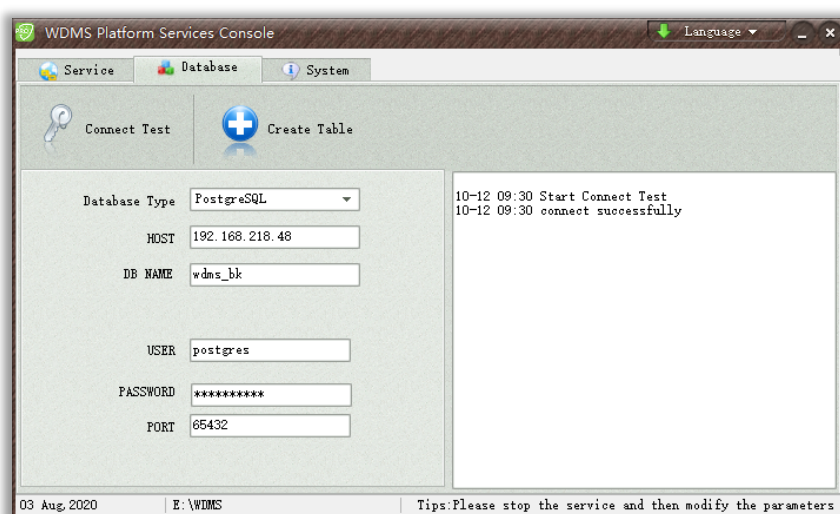 PRO
WDMS Platform Services Console
Language
Service
Database
System
Connect Test
Create Table
Database Type
PostgreSQL
HOST
192.168.218.48
DB NAME
wdms_bk
USER
postgres
PASSWORD
**********
PORT
65432
10-12 09:30 Start Connect Test
10-12 09:30 connect successfully
03 Aug,2020
E:\WDMS
Tips:Please stop the service and then modify the parameters